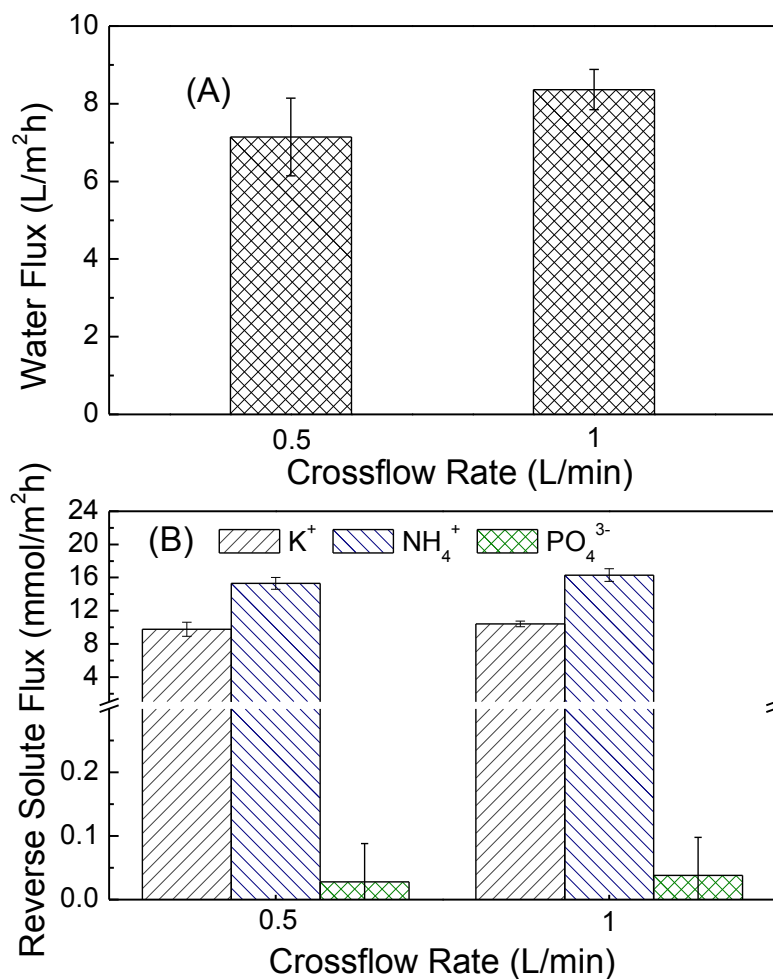 10
8
6
4
2
0
Water Flux (L/m²h)
(A)
0.5
1
Crossflow Rate (L/min)
24
20
16
12
8
4
0.2
0.1
0.0
Reverse Solute Flux (mmol/m²h)
(B)
K⁺
NH₄⁺
PO₄³⁻
0.5
1
Crossflow Rate (L/min)